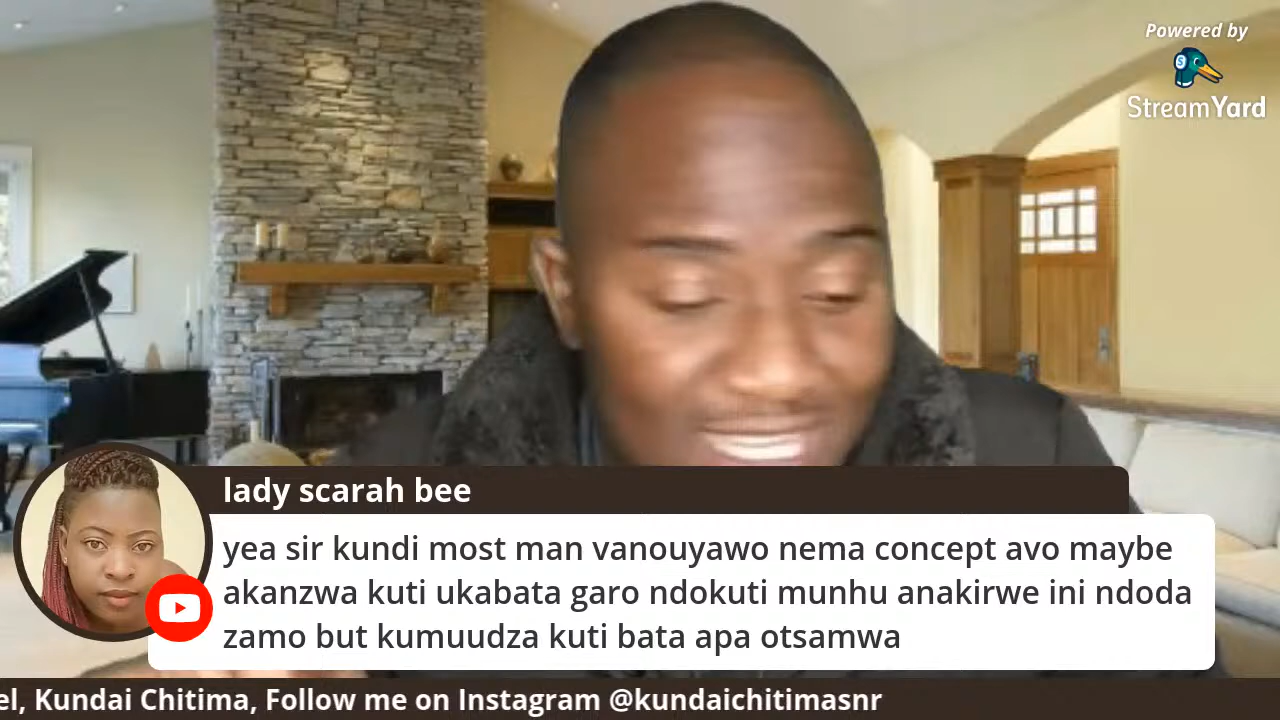 Powered by
StreamYard
lady scarah bee
yea sir kundi most man vanouyawo nema concept avo maybe
akanzwa kuti ukabata garo ndokuti munhu anakirwe ini ndoda
zamo but kumuudza kuti bata apa otsamwa
el, Kundai Chitima, Follow me on Instagram @kundaichitimasnr